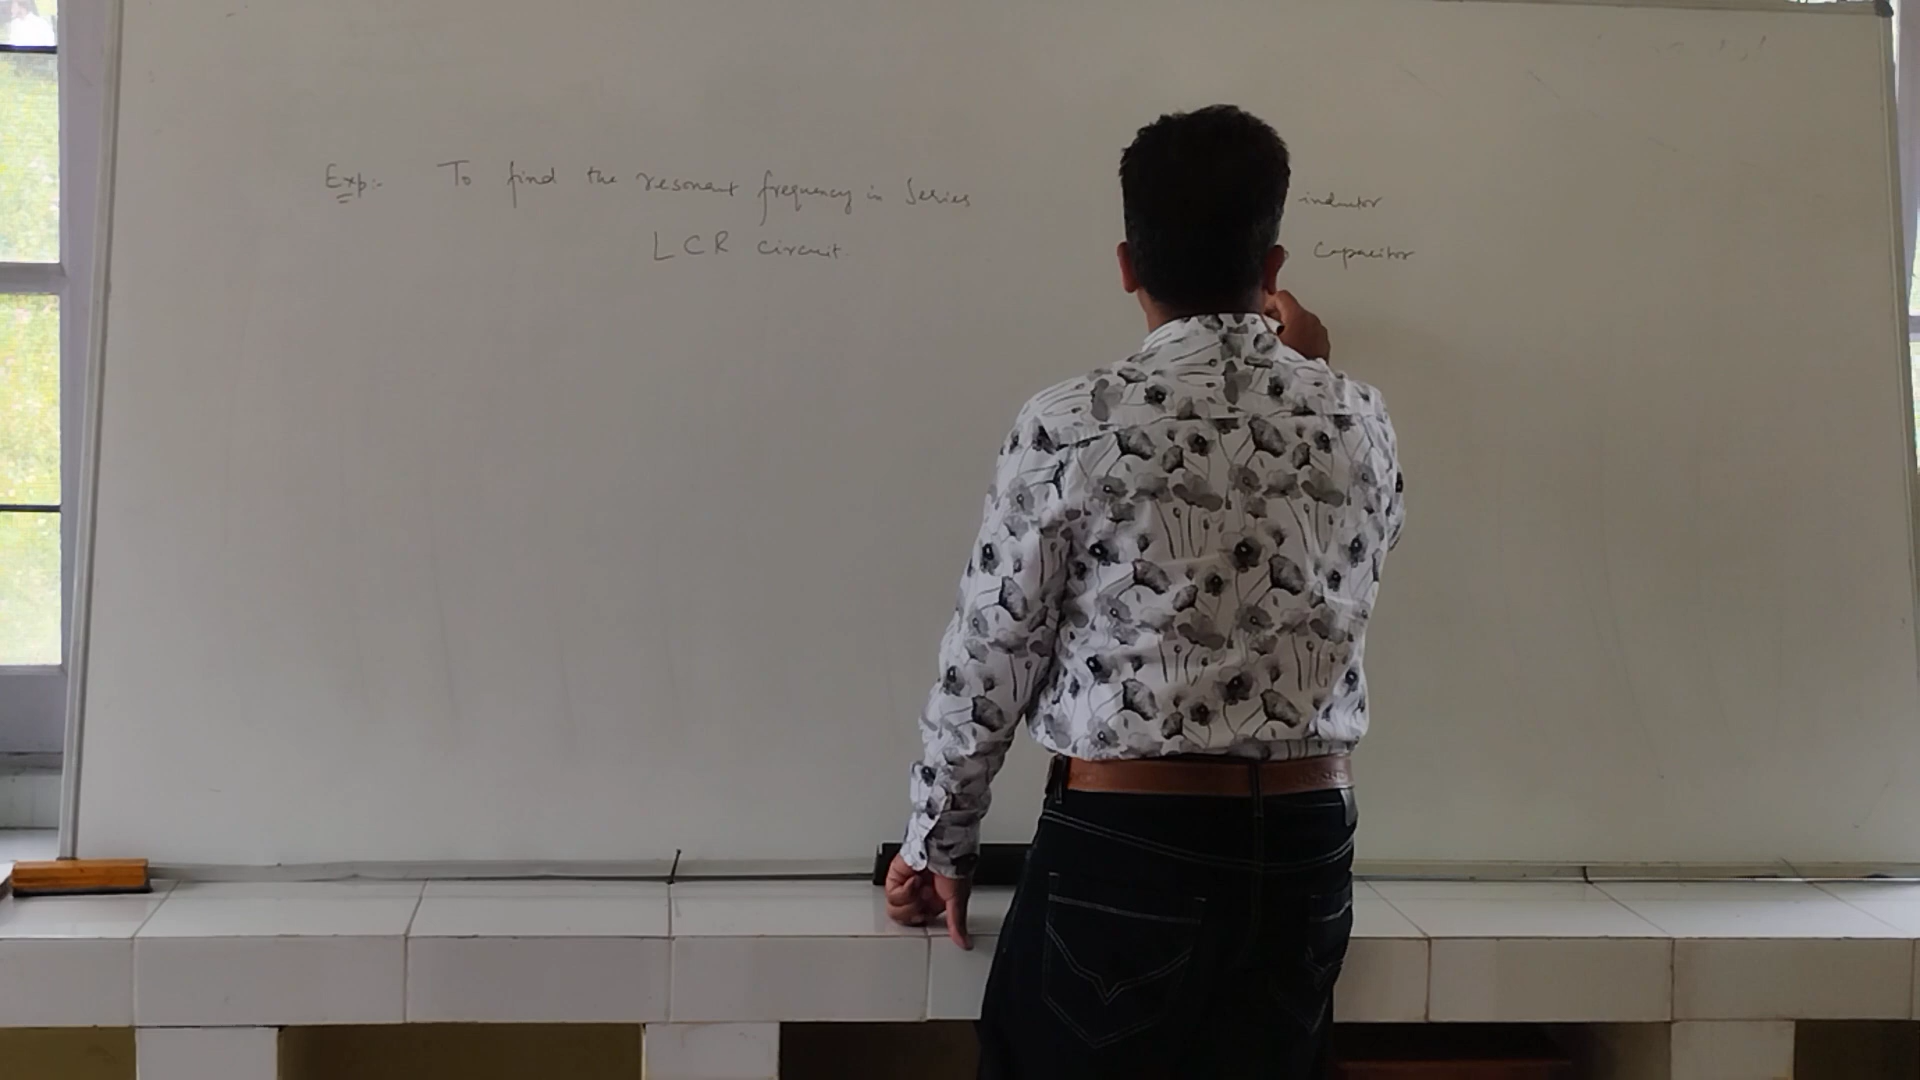 Exp:- To find the resonant frequency in Series
LCR circuit
inductor
Capacitor